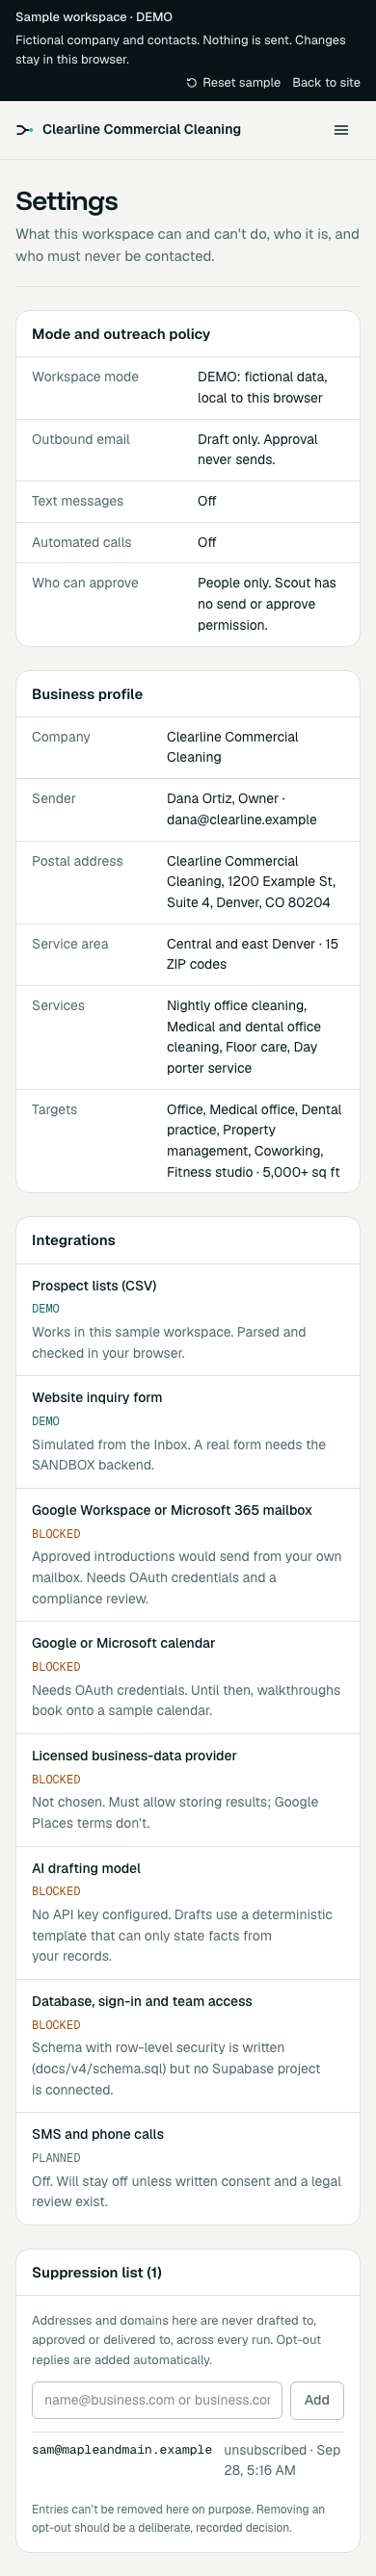 Sample workspace · DEMO
Fictional company and contacts. Nothing is sent. Changes
stay in this browser.
Reset sample Back to site
Clearline Commercial Cleaning
Settings
What this workspace can and can't do, who it is, and
who must never be contacted.
Mode and outreach policy
Workspace mode DEMO: fictional data,
local to this browser
Outbound email Draft only. Approval
never sends.
Text messages Off
Automated calls Off
Who can approve People only. Scout has
no send or approve
permission.
Business profile
Company Clearline Commercial
Cleaning
Sender Dana Ortiz, Owner ·
dana@clearline.example
Postal address Clearline Commercial
Cleaning, 1200 Example St,
Suite 4, Denver, CO 80204
Service area Central and east Denver · 15
ZIP codes
Services Nightly office cleaning,
Medical and dental office
cleaning, Floor care, Day
porter service
Targets Office, Medical office, Dental
practice, Property
management, Coworking,
Fitness studio · 5,000+ sq ft
Integrations
Prospect lists (CSV)
DEMO
Works in this sample workspace. Parsed and
checked in your browser.
Website inquiry form
DEMO
Simulated from the Inbox. A real form needs the
SANDBOX backend.
Google Workspace or Microsoft 365 mailbox
BLOCKED
Approved introductions would send from your own
mailbox. Needs OAuth credentials and a
compliance review.
Google or Microsoft calendar
BLOCKED
Needs OAuth credentials. Until then, walkthroughs
book onto a sample calendar.
Licensed business-data provider
BLOCKED
Not chosen. Must allow storing results; Google
Places terms don't.
AI drafting model
BLOCKED
No API key configured. Drafts use a deterministic
template that can only state facts from
your records.
Database, sign-in and team access
BLOCKED
Schema with row-level security is written
(docs/v4/schema.sql) but no Supabase project
is connected.
SMS and phone calls
PLANNED
Off. Will stay off unless written consent and a legal
review exist.
Suppression list (1)
Addresses and domains here are never drafted to,
approved or delivered to, across every run. Opt-out
replies are added automatically.
name@business.com or business.cor Add
sam@mapleandmain.example unsubscribed · Sep
28, 5:16 AM
Entries can't be removed here on purpose. Removing an
opt-out should be a deliberate, recorded decision.